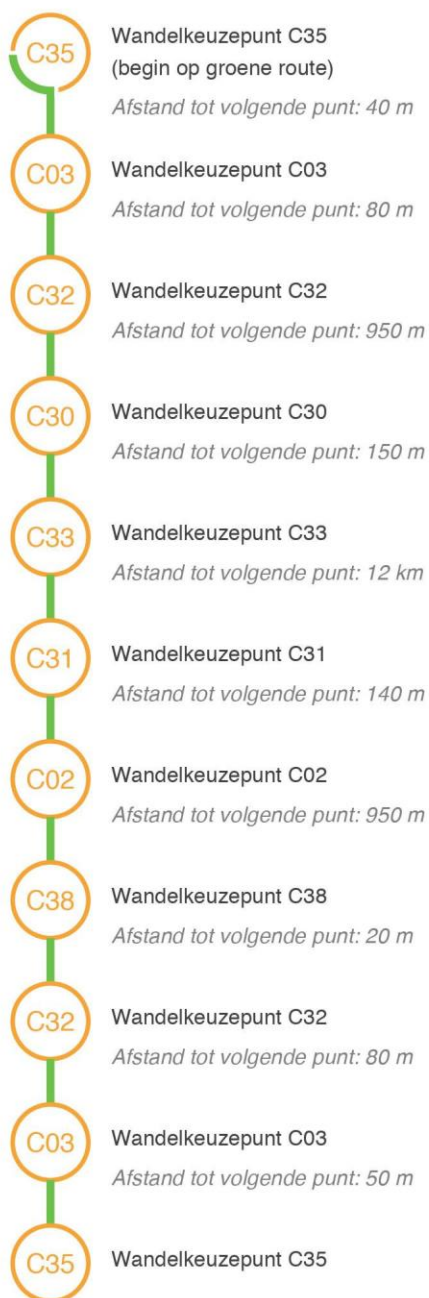 C35
Wandelkeuzepunt C35
(begin op groene route)
Afstand tot volgende punt: 40 m
C03
Wandelkeuzepunt C03
Afstand tot volgende punt: 80 m
C32
Wandelkeuzepunt C32
Afstand tot volgende punt: 950 m
C30
Wandelkeuzepunt C30
Afstand tot volgende punt: 150 m
C33
Wandelkeuzepunt C33
Afstand tot volgende punt: 12 km
C31
Wandelkeuzepunt C31
Afstand tot volgende punt: 140 m
C02
Wandelkeuzepunt C02
Afstand tot volgende punt: 950 m
C38
Wandelkeuzepunt C38
Afstand tot volgende punt: 20 m
C32
Wandelkeuzepunt C32
Afstand tot volgende punt: 80 m
C03
Wandelkeuzepunt C03
Afstand tot volgende punt: 50 m
C35
Wandelkeuzepunt C35